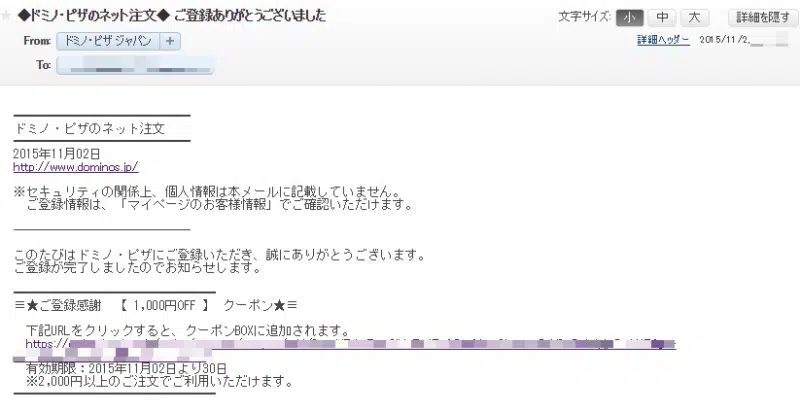 ◆ドミノ・ピザのネット注文◆ ご登録ありがとうございました
文字サイズ: 小 中 大 詳細を隠す
From: ドミノ・ピザ ジャパン +
詳細ヘッダー 2015/11/2,
To:
ドミノ・ピザのネット注文
2015年11月02日
http://www.dominos.jp/
※セキュリティの関係上、個人情報は本メールに記載していません。
ご登録情報は、「マイページのお客様情報」でご確認いただけます。
このたびはドミノ・ピザにご登録いただき、誠にありがとうございます。
ご登録が完了しましたのでお知らせします。
≡★ご登録感謝 【 1,000円OFF 】 クーポン★≡
下記URLをクリックすると、クーポンBOXに追加されます。
https://
有効期限：2015年11月02日より30日
※2,000円以上のご注文でご利用いただけます。